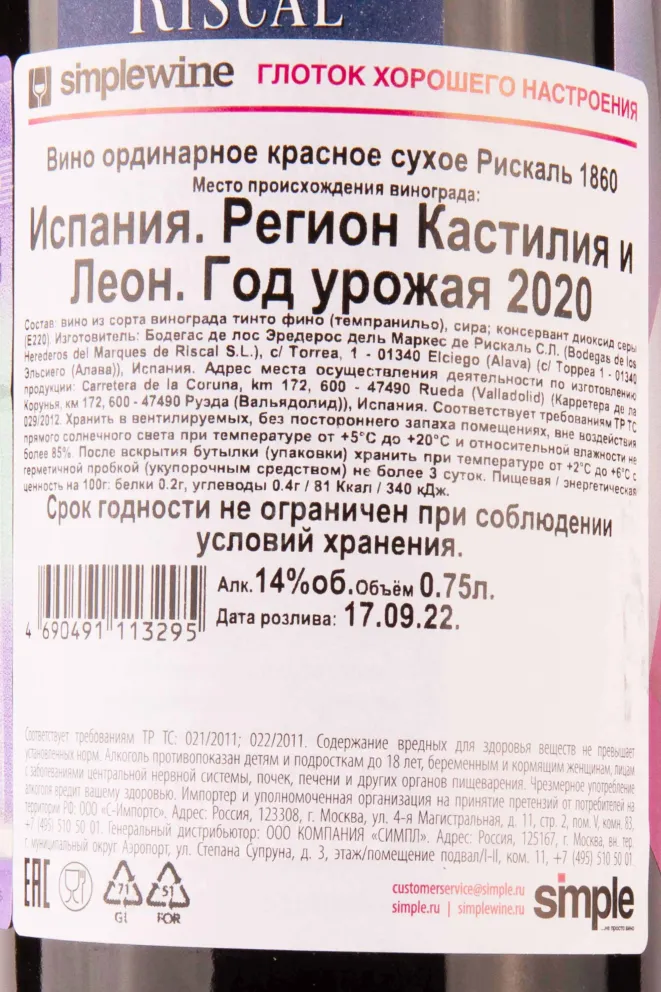 RISCAL
simplewine ГЛОТОК ХОРОШЕГО НАСТРОЕНИЯ
Вино ординарное красное сухое Рискаль 1860
Место происхождения винограда:
Испания. Регион Кастилия и
Леон. Год урожая 2020
Состав: вино из сорта винограда тинто фино (темпранильо), сира; консервант диоксид серы
(Е220). Изготовитель: Бодегас де лос Эредерос дель Маркес де Рискаль С.Л. (Bodegas de los
Herederos del Marques de Riscal S.L.), c/ Torrea, 1 - 01340 Elciego (Alava) (с/ Торреа 1 - 01340
Эльсиего (Алава)), Испания. Адрес места осуществления деятельности по изготовлению
продукции: Carretera de la Coruna, km 172, 600 - 47490 Rueda (Valladolid) (Карретера де ла
Корунья, км 172, 600 - 47490 Руэда (Вальядолид)), Испания. Соответствует требованиям ТР ТС
029/2012. Хранить в вентилируемых, без постороннего запаха помещениях, вне воздействия
прямого солнечного света при температуре от +5°С до +20°С и относительной влажности не
более 85%. После вскрытия бутылки (упаковки) хранить при температуре от +2°С до +6°С с
герметичной пробкой (укупорочным средством) не более 3 суток. Пищевая / энергетическая
ценность на 100г: белки 0.2г, углеводы 0.4г / 81 Ккал / 340 кДж.
Срок годности не ограничен при соблюдении
условий хранения.
Алк. 14%об. Объём 0.75л.
Дата розлива: 17.09.22.
4 690491 113295
Соответствует требованиям ТР ТС: 021/2011; 022/2011. Содержание вредных для здоровья веществ не превышает
установленных норм. Алкоголь противопоказан детям и подросткам до 18 лет, беременным и кормящим женщинам, лицам
с заболеваниями центральной нервной системы, почек, печени и других органов пищеварения. Чрезмерное употребление
алкоголя вредит вашему здоровью. Импортер и уполномоченная организация на принятие претензий от потребителей на
территории РФ: ООО «С-Импортс». Адрес: Россия, 123308, г. Москва, ул. 4-я Магистральная, д. 11, стр. 2, пом. V, комн. 83,
+7 (495) 510 50 01. Генеральный дистрибьютор: ООО КОМПАНИЯ «СИМПЛ». Адрес: Россия, 125167, г. Москва, вн. тер.
г. муниципальный округ Аэропорт, ул. Степана Супруна, д. 3, этаж/помещение подвал/I-II, ком. 11, +7 (495) 510 50 01
EAC
71
GL
51
FOR
customerservice@simple.ru
simple.ru | simplewine.ru
simple
...не просто вино